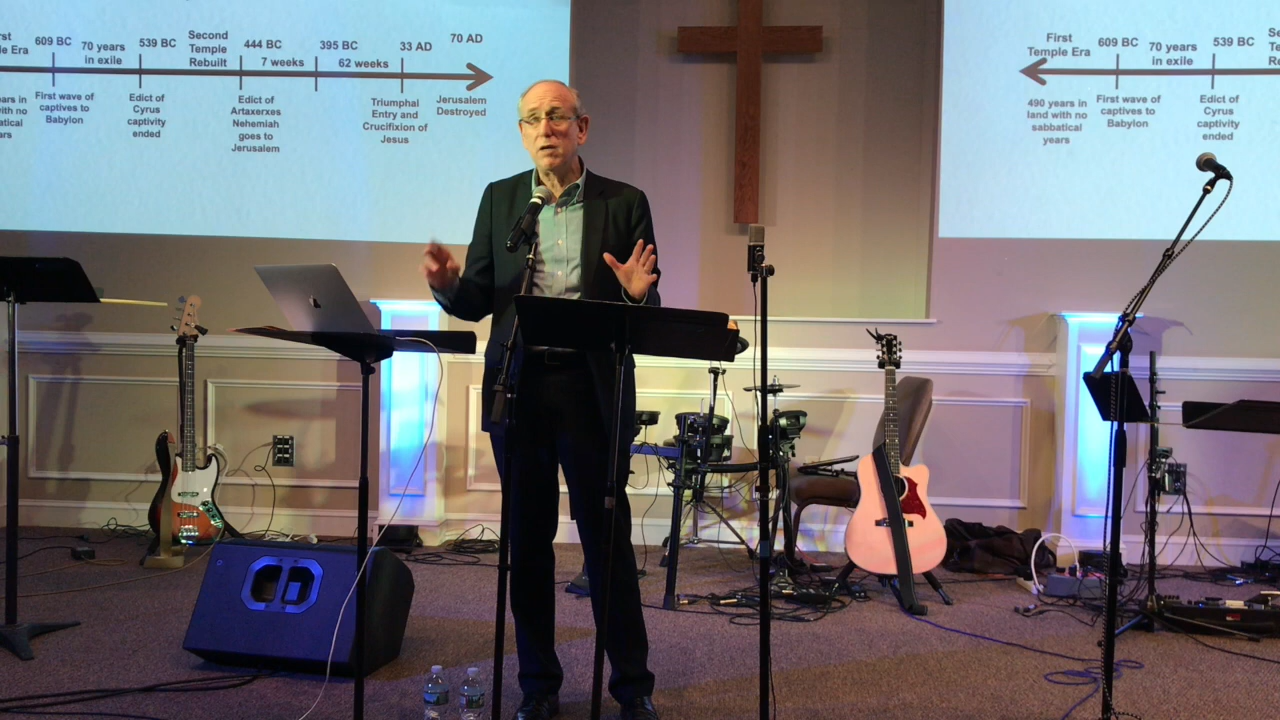 609 BC
70 years
in exile
539 BC
Second
Temple
Rebuilt
444 BC
7 weeks
395 BC
62 weeks
33 AD
70 AD
First wave of
captives to
Babylon
Edict of
Cyrus
captivity
ended
Edict of
Artaxerxes
Nehemiah
goes to
Jerusalem
Triumphal
Entry and
Crucifixion of
Jesus
Jerusalem
Destroyed
First
Temple Era
609 BC
70 years
in exile
539 BC
490 years in
land with no
sabbatical
years
First wave of
captives to
Babylon
Edict of
Cyrus
captivity
ended